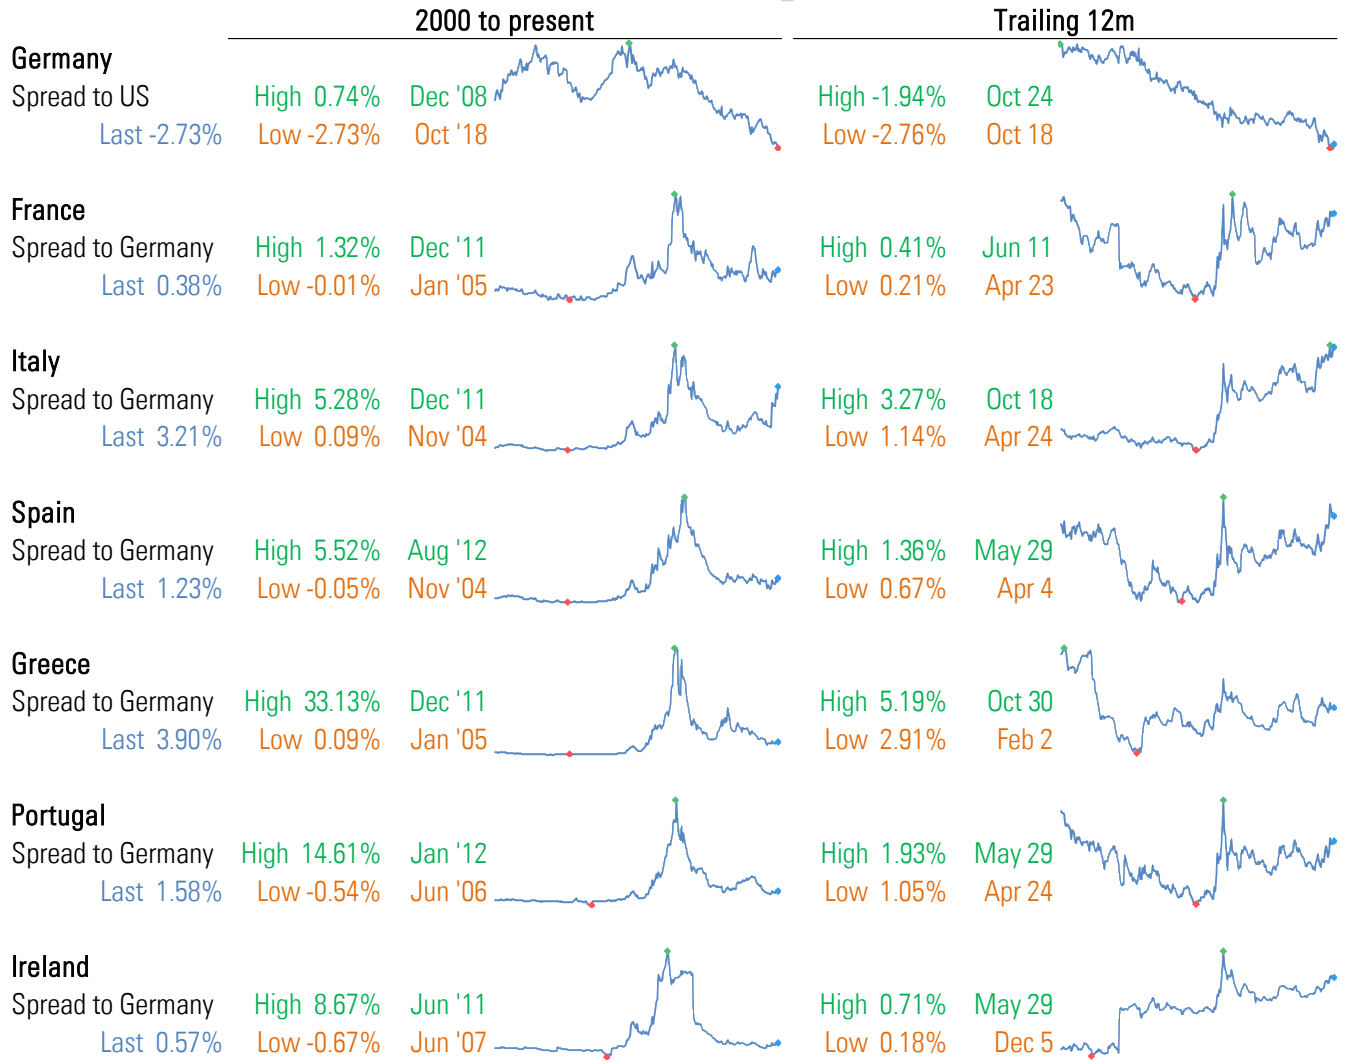 2000 to present Trailing 12m
Germany
Spread to US High 0.74% Dec '08 High -1.94% Oct 24
Last -2.73% Low -2.73% Oct '18 Low -2.76% Oct 18
France
Spread to Germany High 1.32% Dec '11 High 0.41% Jun 11
Last 0.38% Low -0.01% Jan '05 Low 0.21% Apr 23
Italy
Spread to Germany High 5.28% Dec '11 High 3.27% Oct 18
Last 3.21% Low 0.09% Nov '04 Low 1.14% Apr 24
Spain
Spread to Germany High 5.52% Aug '12 High 1.36% May 29
Last 1.23% Low -0.05% Nov '04 Low 0.67% Apr 4
Greece
Spread to Germany High 33.13% Dec '11 High 5.19% Oct 30
Last 3.90% Low 0.09% Jan '05 Low 2.91% Feb 2
Portugal
Spread to Germany High 14.61% Jan '12 High 1.93% May 29
Last 1.58% Low -0.54% Jun '06 Low 1.05% Apr 24
Ireland
Spread to Germany High 8.67% Jun '11 High 0.71% May 29
Last 0.57% Low -0.67% Jun '07 Low 0.18% Dec 5